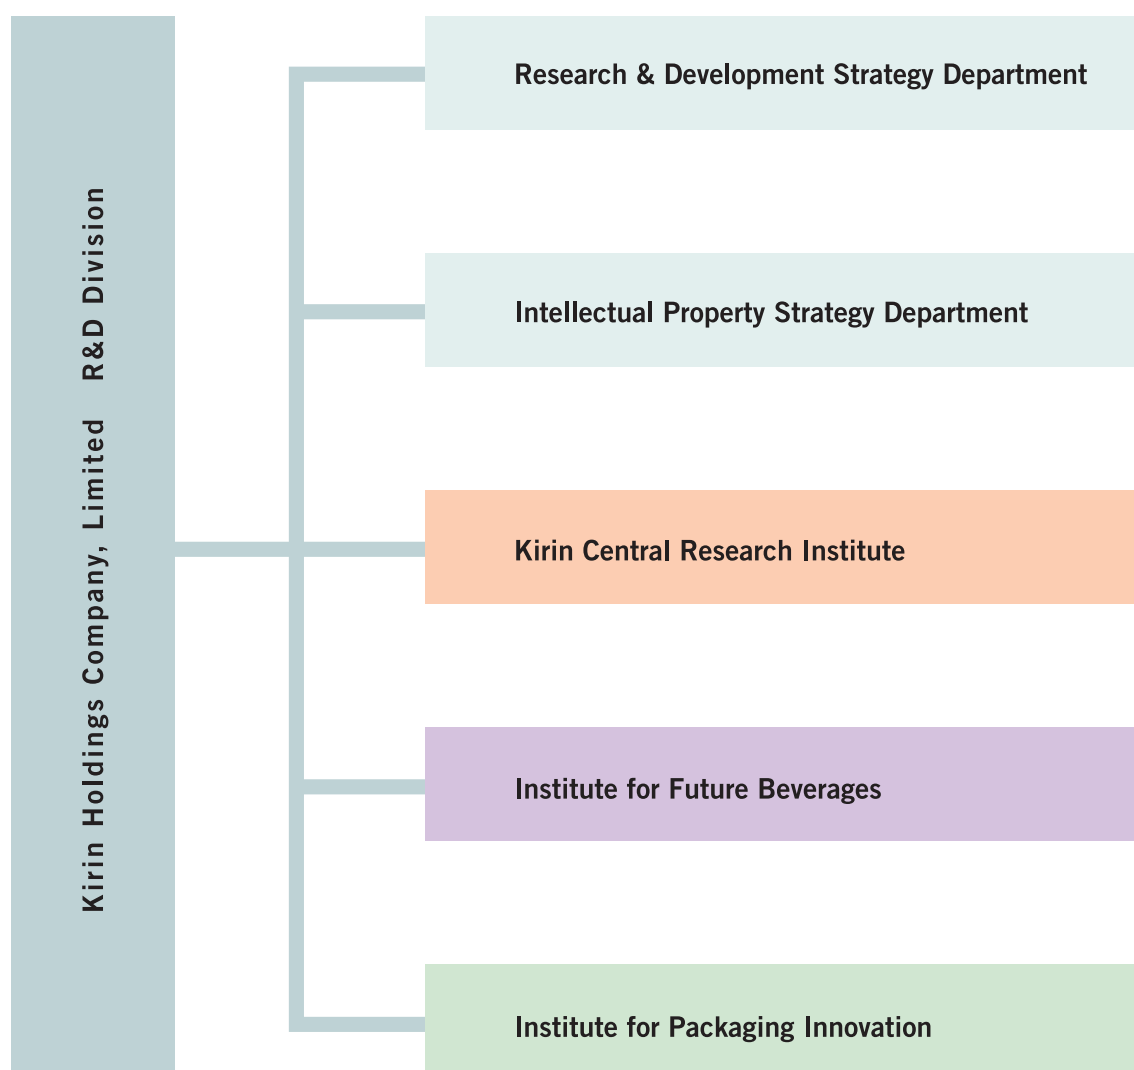 Kirin Holdings Company, Limited R&D Division
Research & Development Strategy Department
Intellectual Property Strategy Department
Kirin Central Research Institute
Institute for Future Beverages
Institute for Packaging Innovation